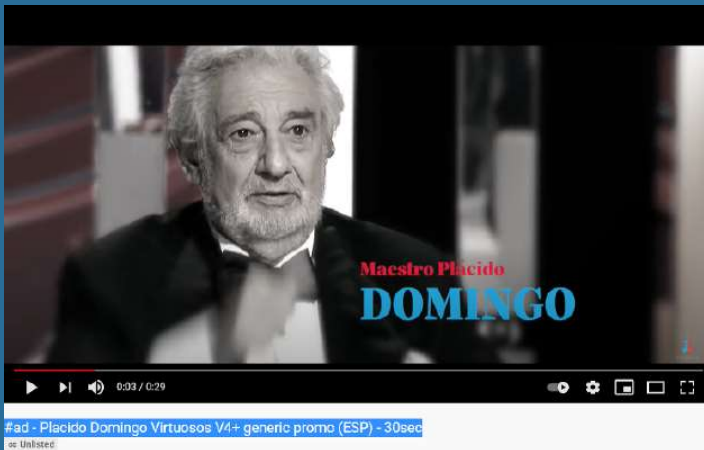 Maestro Plácido
DOMINGO
0:03 / 0:29
#ad - Placido Domingo Virtuosos V4+ generic promo (ESP) - 30sec
Unlisted